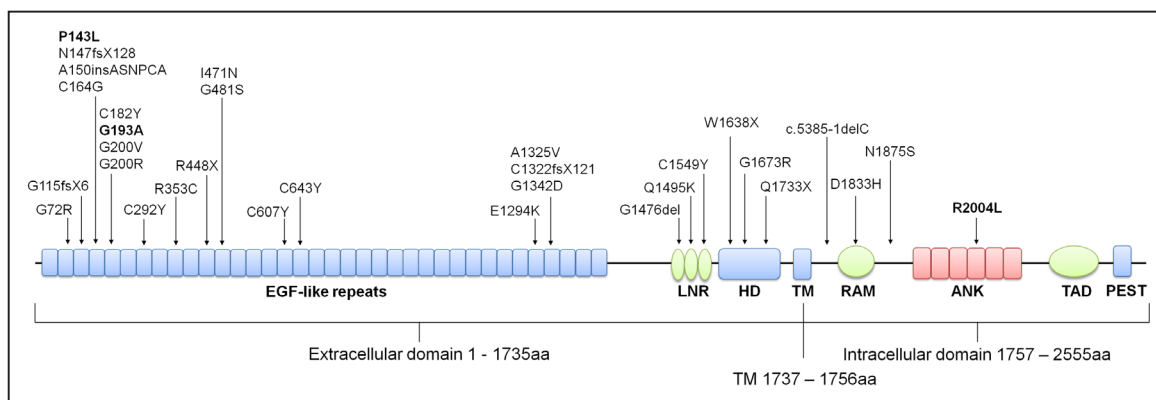 P143L
N147fsX128
A150insASNPCA
C164G
C182Y
G193A
G200V
G200R
G115fsX6
G72R
C292Y
R353C
R448X
I471N
G481S
C607Y
C643Y
E1294K
A1325V
C1322fsX121
G1342D
G1476del
Q1495K
C1549Y
W1638X
G1673R
Q1733X
c.5385-1delC
D1833H
N1875S
R2004L
EGF-like repeats
LNR
HD
TM
RAM
ANK
TAD
PEST
Extracellular domain 1 - 1735aa
Intracellular domain 1757 – 2555aa
TM 1737 – 1756aa